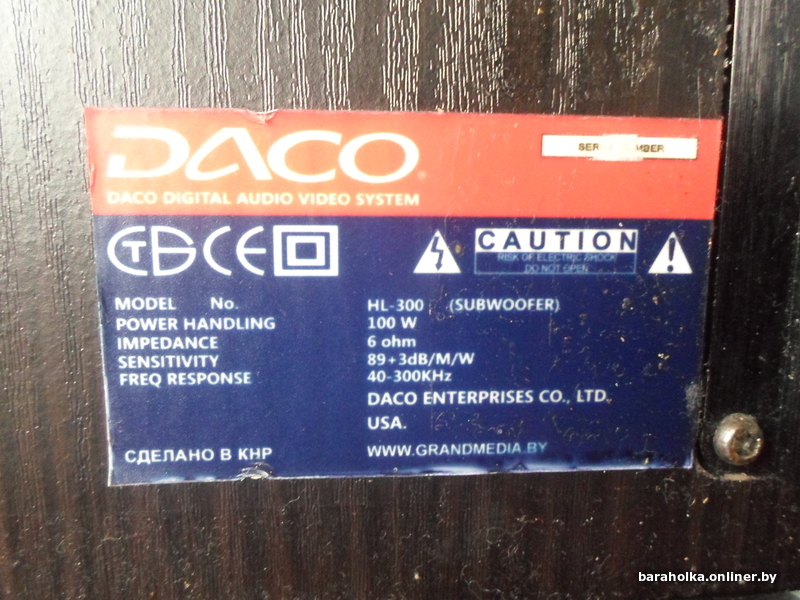 DACO
DACO DIGITAL AUDIO VIDEO SYSTEM
CAUTION
RISK OF ELECTRIC SHOCK
DO NOT OPEN
MODEL No. HL-300 (SUBWOOFER)
POWER HANDLING 100 W
IMPEDANCE 6 ohm
SENSITIVITY 89+3dB/M/W
FREQ RESPONSE 40-300KHz
DACO ENTERPRISES CO., LTD.
USA.
СДЕЛАНО В КНР WWW.GRANDMEDIA.BY
baraholka.onliner.by